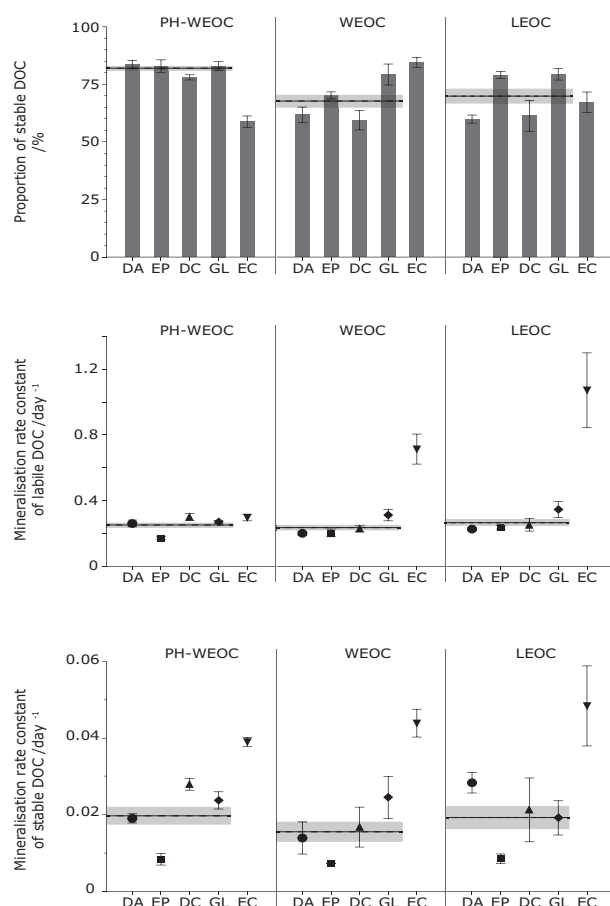 PH-WEOC WEOC LEOC
Proportion of stable DOC
/%
100
75
50
25
0
DA EP DC GL EC DA EP DC GL EC DA EP DC GL EC
PH-WEOC WEOC LEOC
Mineralisation rate constant
of labile DOC /day -1
1.2
0.8
0.4
0
DA EP DC GL EC DA EP DC GL EC DA EP DC GL EC
PH-WEOC WEOC LEOC
Mineralisation rate constant
of stable DOC /day -1
0.06
0.04
0.02
0
DA EP DC GL EC DA EP DC GL EC DA EP DC GL EC